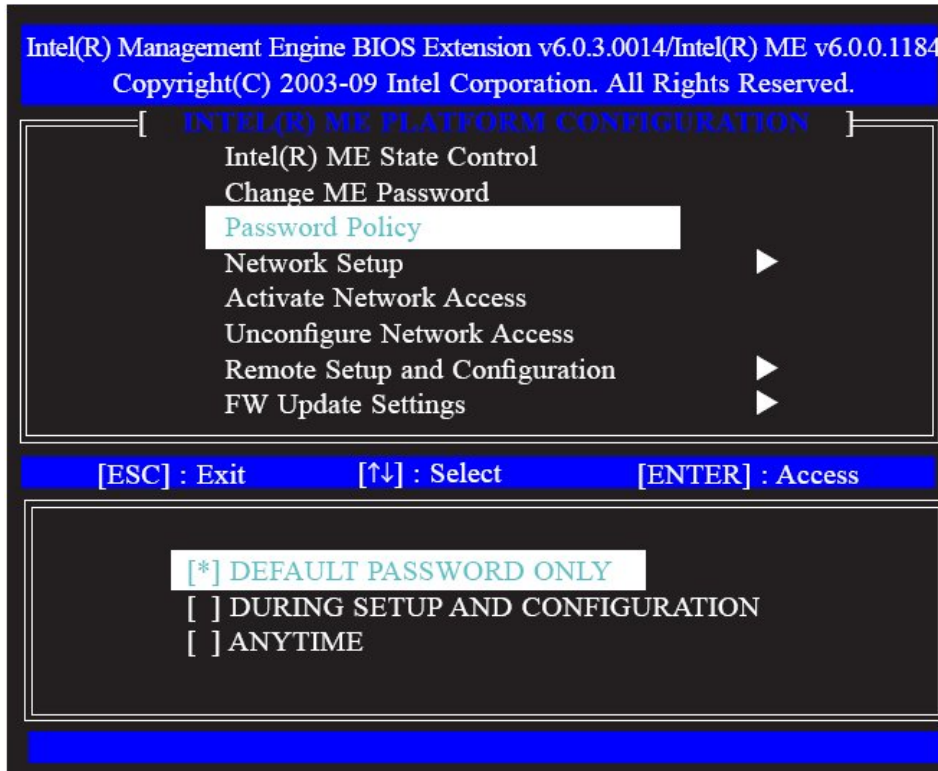 Intel(R) Management Engine BIOS Extension v6.0.3.0014/Intel(R) ME v6.0.0.1184
Copyright(C) 2003-09 Intel Corporation. All Rights Reserved.
[ INTEL(R) ME PLATFORM CONFIGURATION ]
Intel(R) ME State Control
Change ME Password
Password Policy
Network Setup ▶
Activate Network Access
Unconfigure Network Access
Remote Setup and Configuration ▶
FW Update Settings ▶
[ESC] : Exit [↑↓] : Select [ENTER] : Access
[*] DEFAULT PASSWORD ONLY
[ ] DURING SETUP AND CONFIGURATION
[ ] ANYTIME